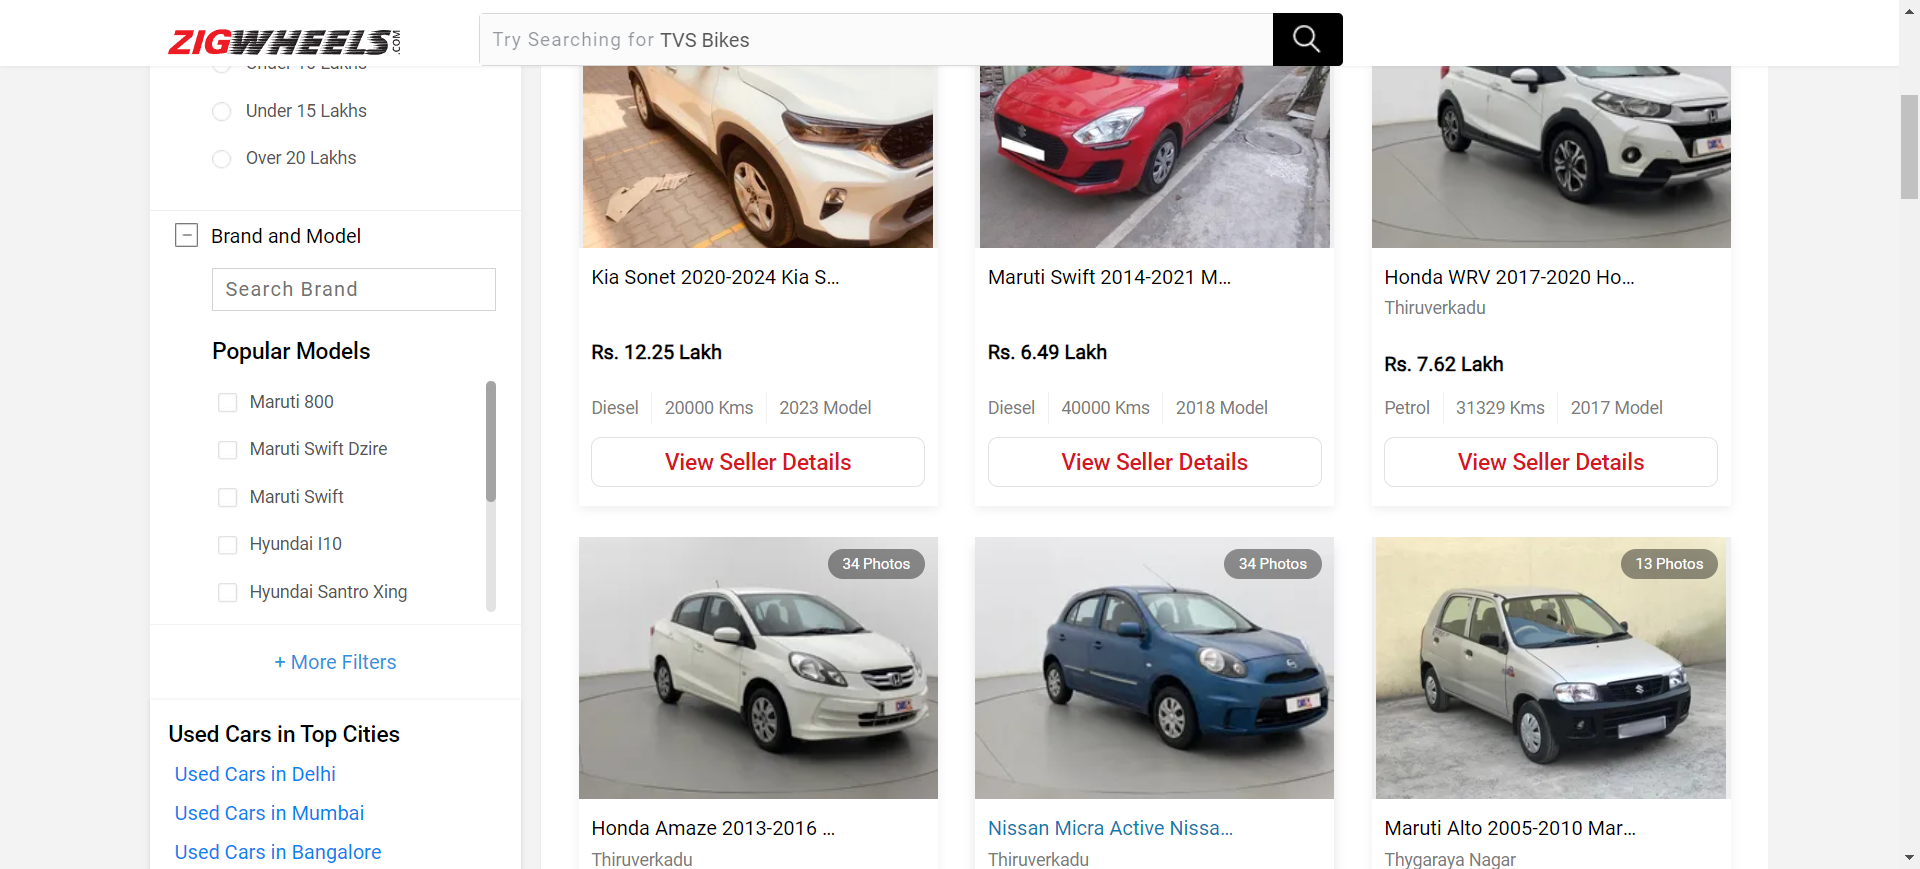 ZIGWHEELS.COM
Try Searching for TVS Bikes
Under 10 Lakhs
Under 15 Lakhs
Over 20 Lakhs
Brand and Model
Search Brand
Popular Models
Maruti 800
Maruti Swift Dzire
Maruti Swift
Hyundai I10
Hyundai Santro Xing
+ More Filters
Used Cars in Top Cities
Used Cars in Delhi
Used Cars in Mumbai
Used Cars in Bangalore
Kia Sonet 2020-2024 Kia S...
Rs. 12.25 Lakh
Diesel 20000 Kms 2023 Model
View Seller Details
Maruti Swift 2014-2021 M...
Rs. 6.49 Lakh
Diesel 40000 Kms 2018 Model
View Seller Details
Honda WRV 2017-2020 Ho...
Thiruverkadu
Rs. 7.62 Lakh
Petrol 31329 Kms 2017 Model
View Seller Details
34 Photos
Honda Amaze 2013-2016 ...
Thiruverkadu
34 Photos
Nissan Micra Active Nissa...
Thiruverkadu
13 Photos
Maruti Alto 2005-2010 Mar...
Thygaraya Nagar